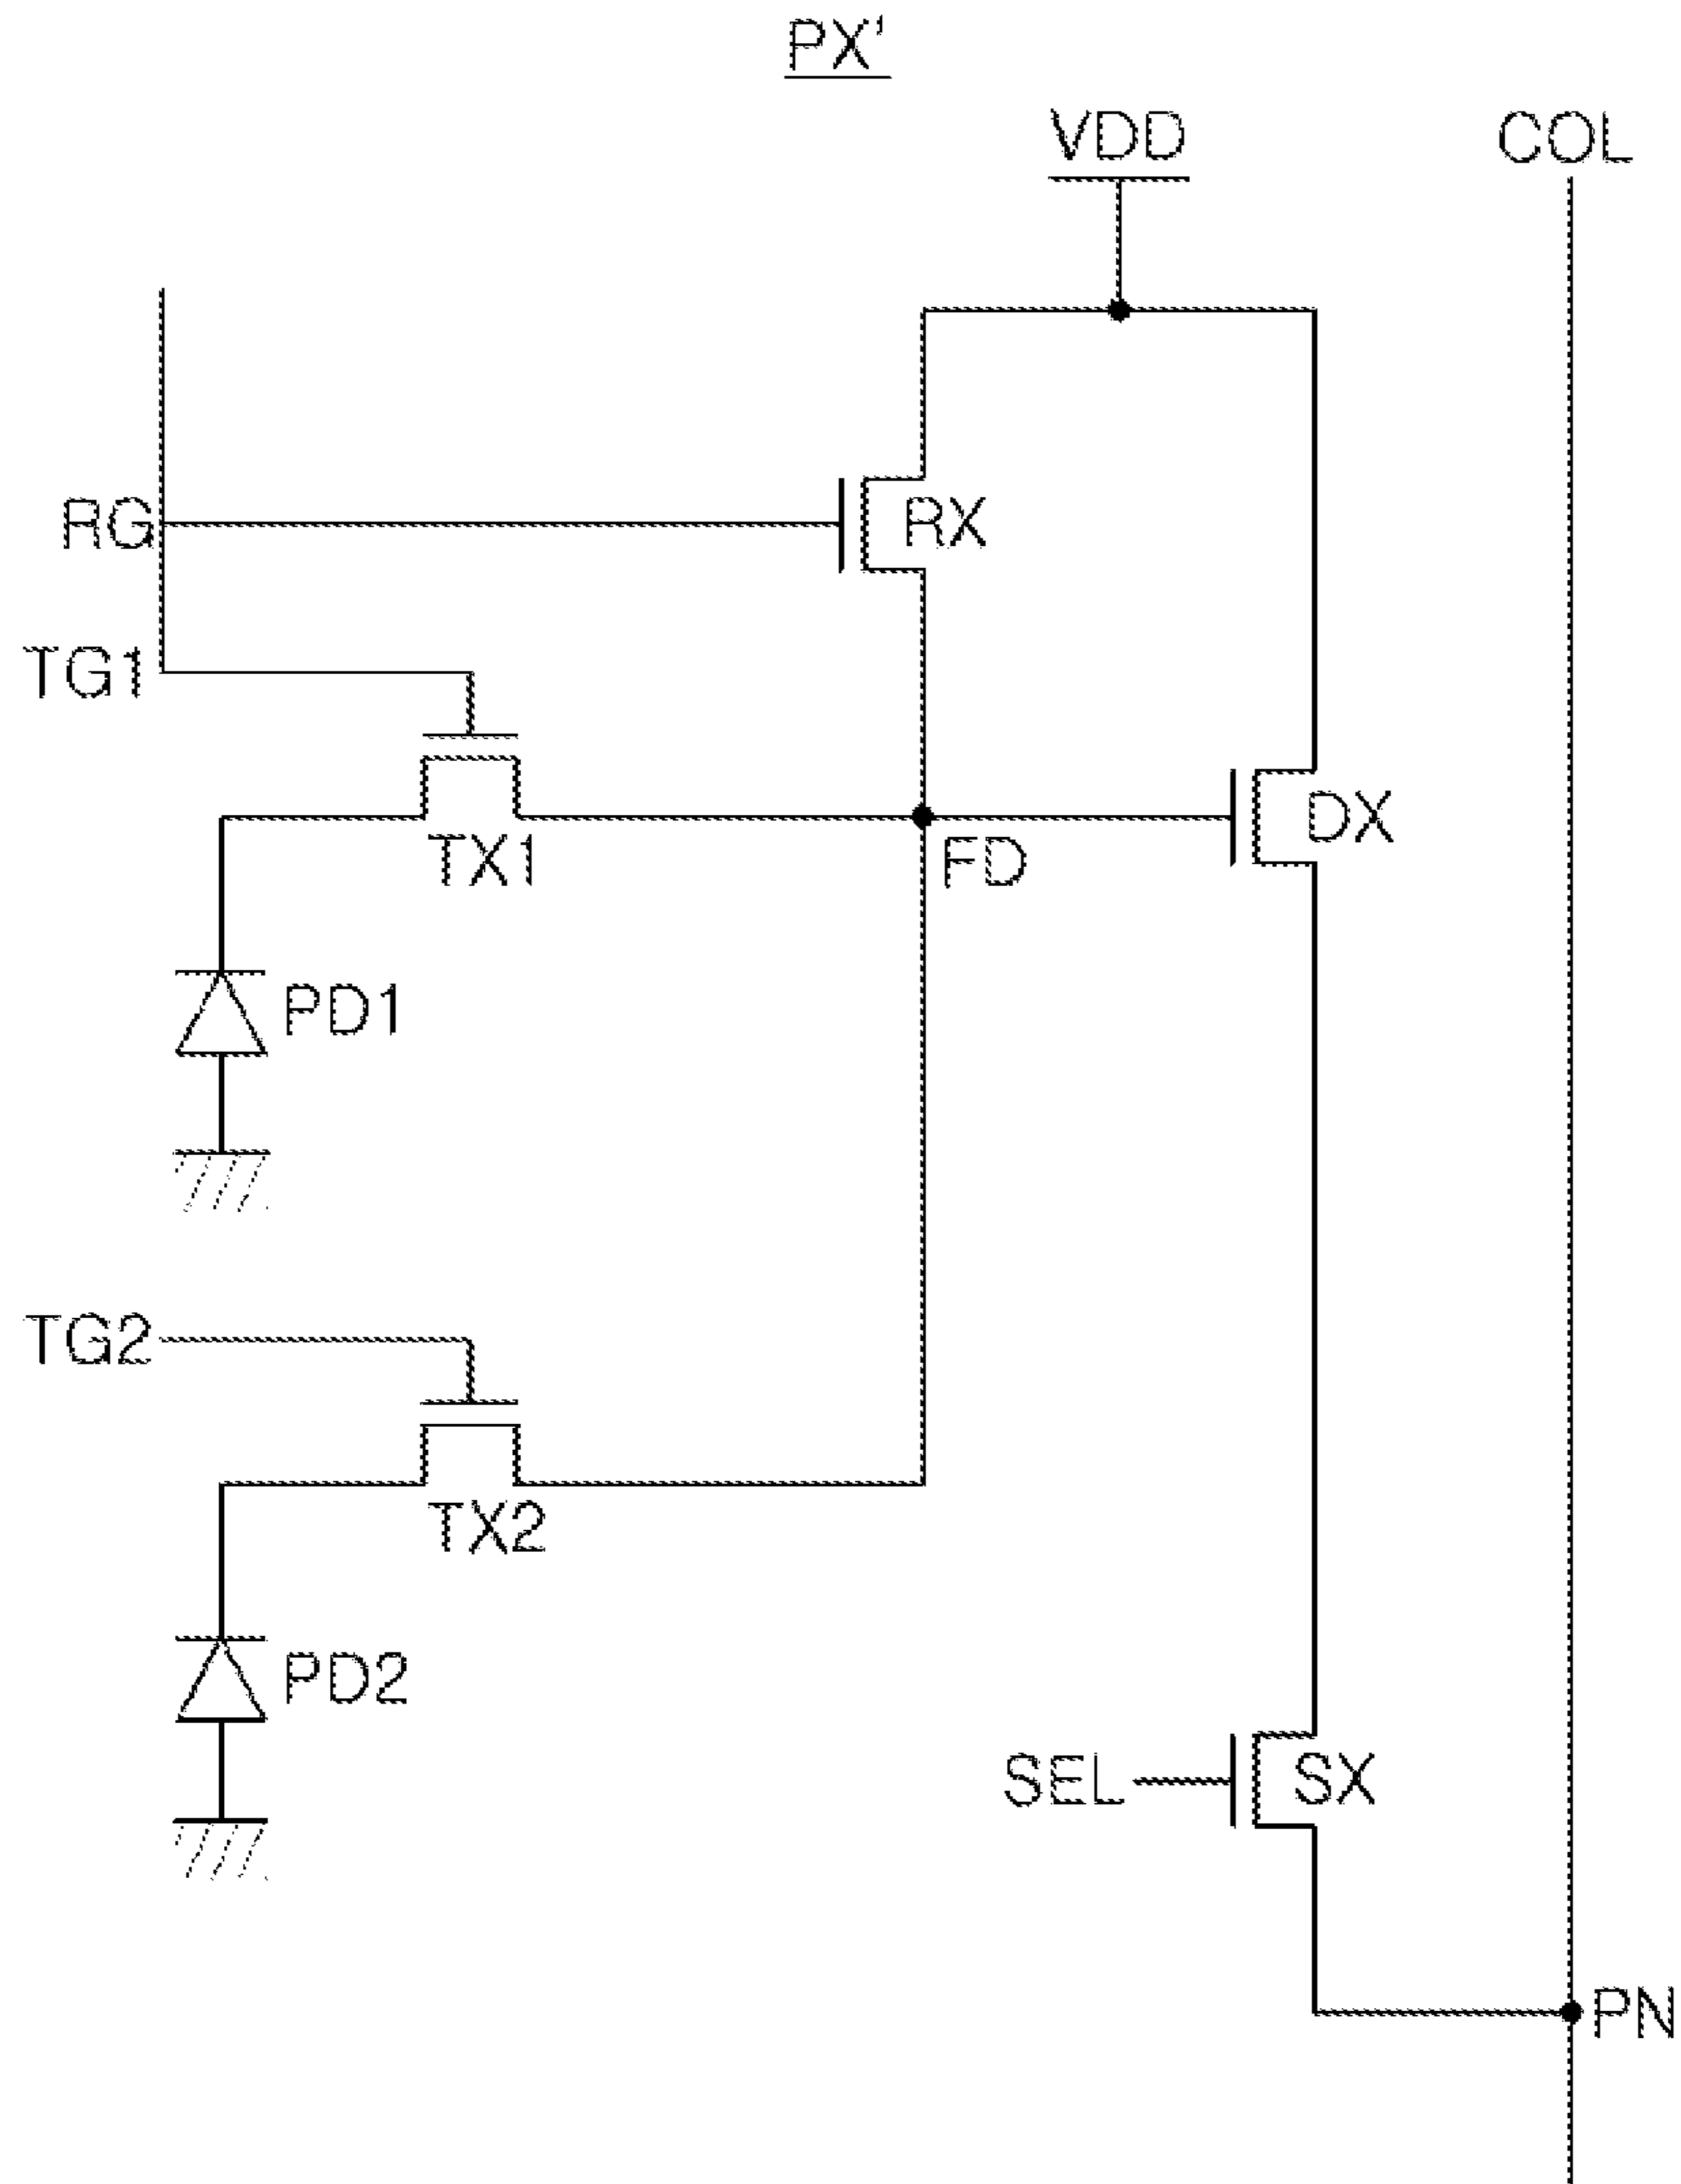 PX'
VDD COL
RG RX
TG1
DX
TX1 FD
PD1
TG2
TX2
PD2
SEL SX
PN